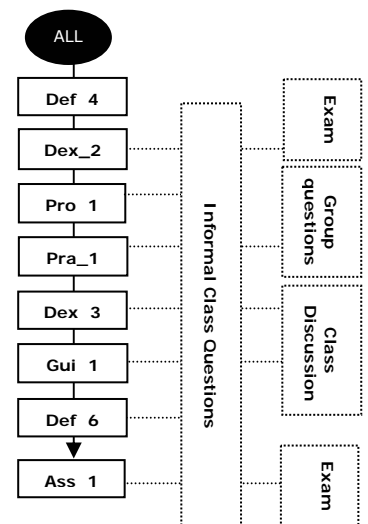 ALL
Def 4
Dex_2
Pro 1
Pra_1
Dex 3
Gui 1
Def 6
Ass 1
Informal Class Questions
Exam
Group
questions
Class
Discussion
Exam